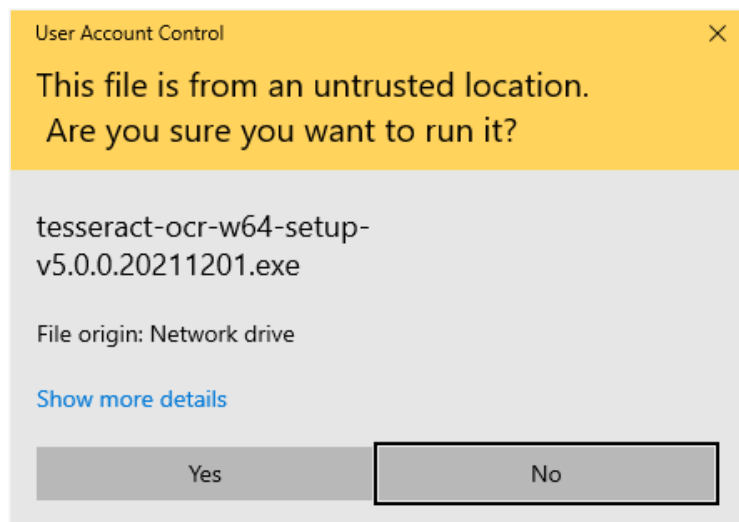 User Account Control
This file is from an untrusted location.
Are you sure you want to run it?
tesseract-ocr-w64-setup-
v5.0.0.20211201.exe
File origin: Network drive
Show more details
Yes
No